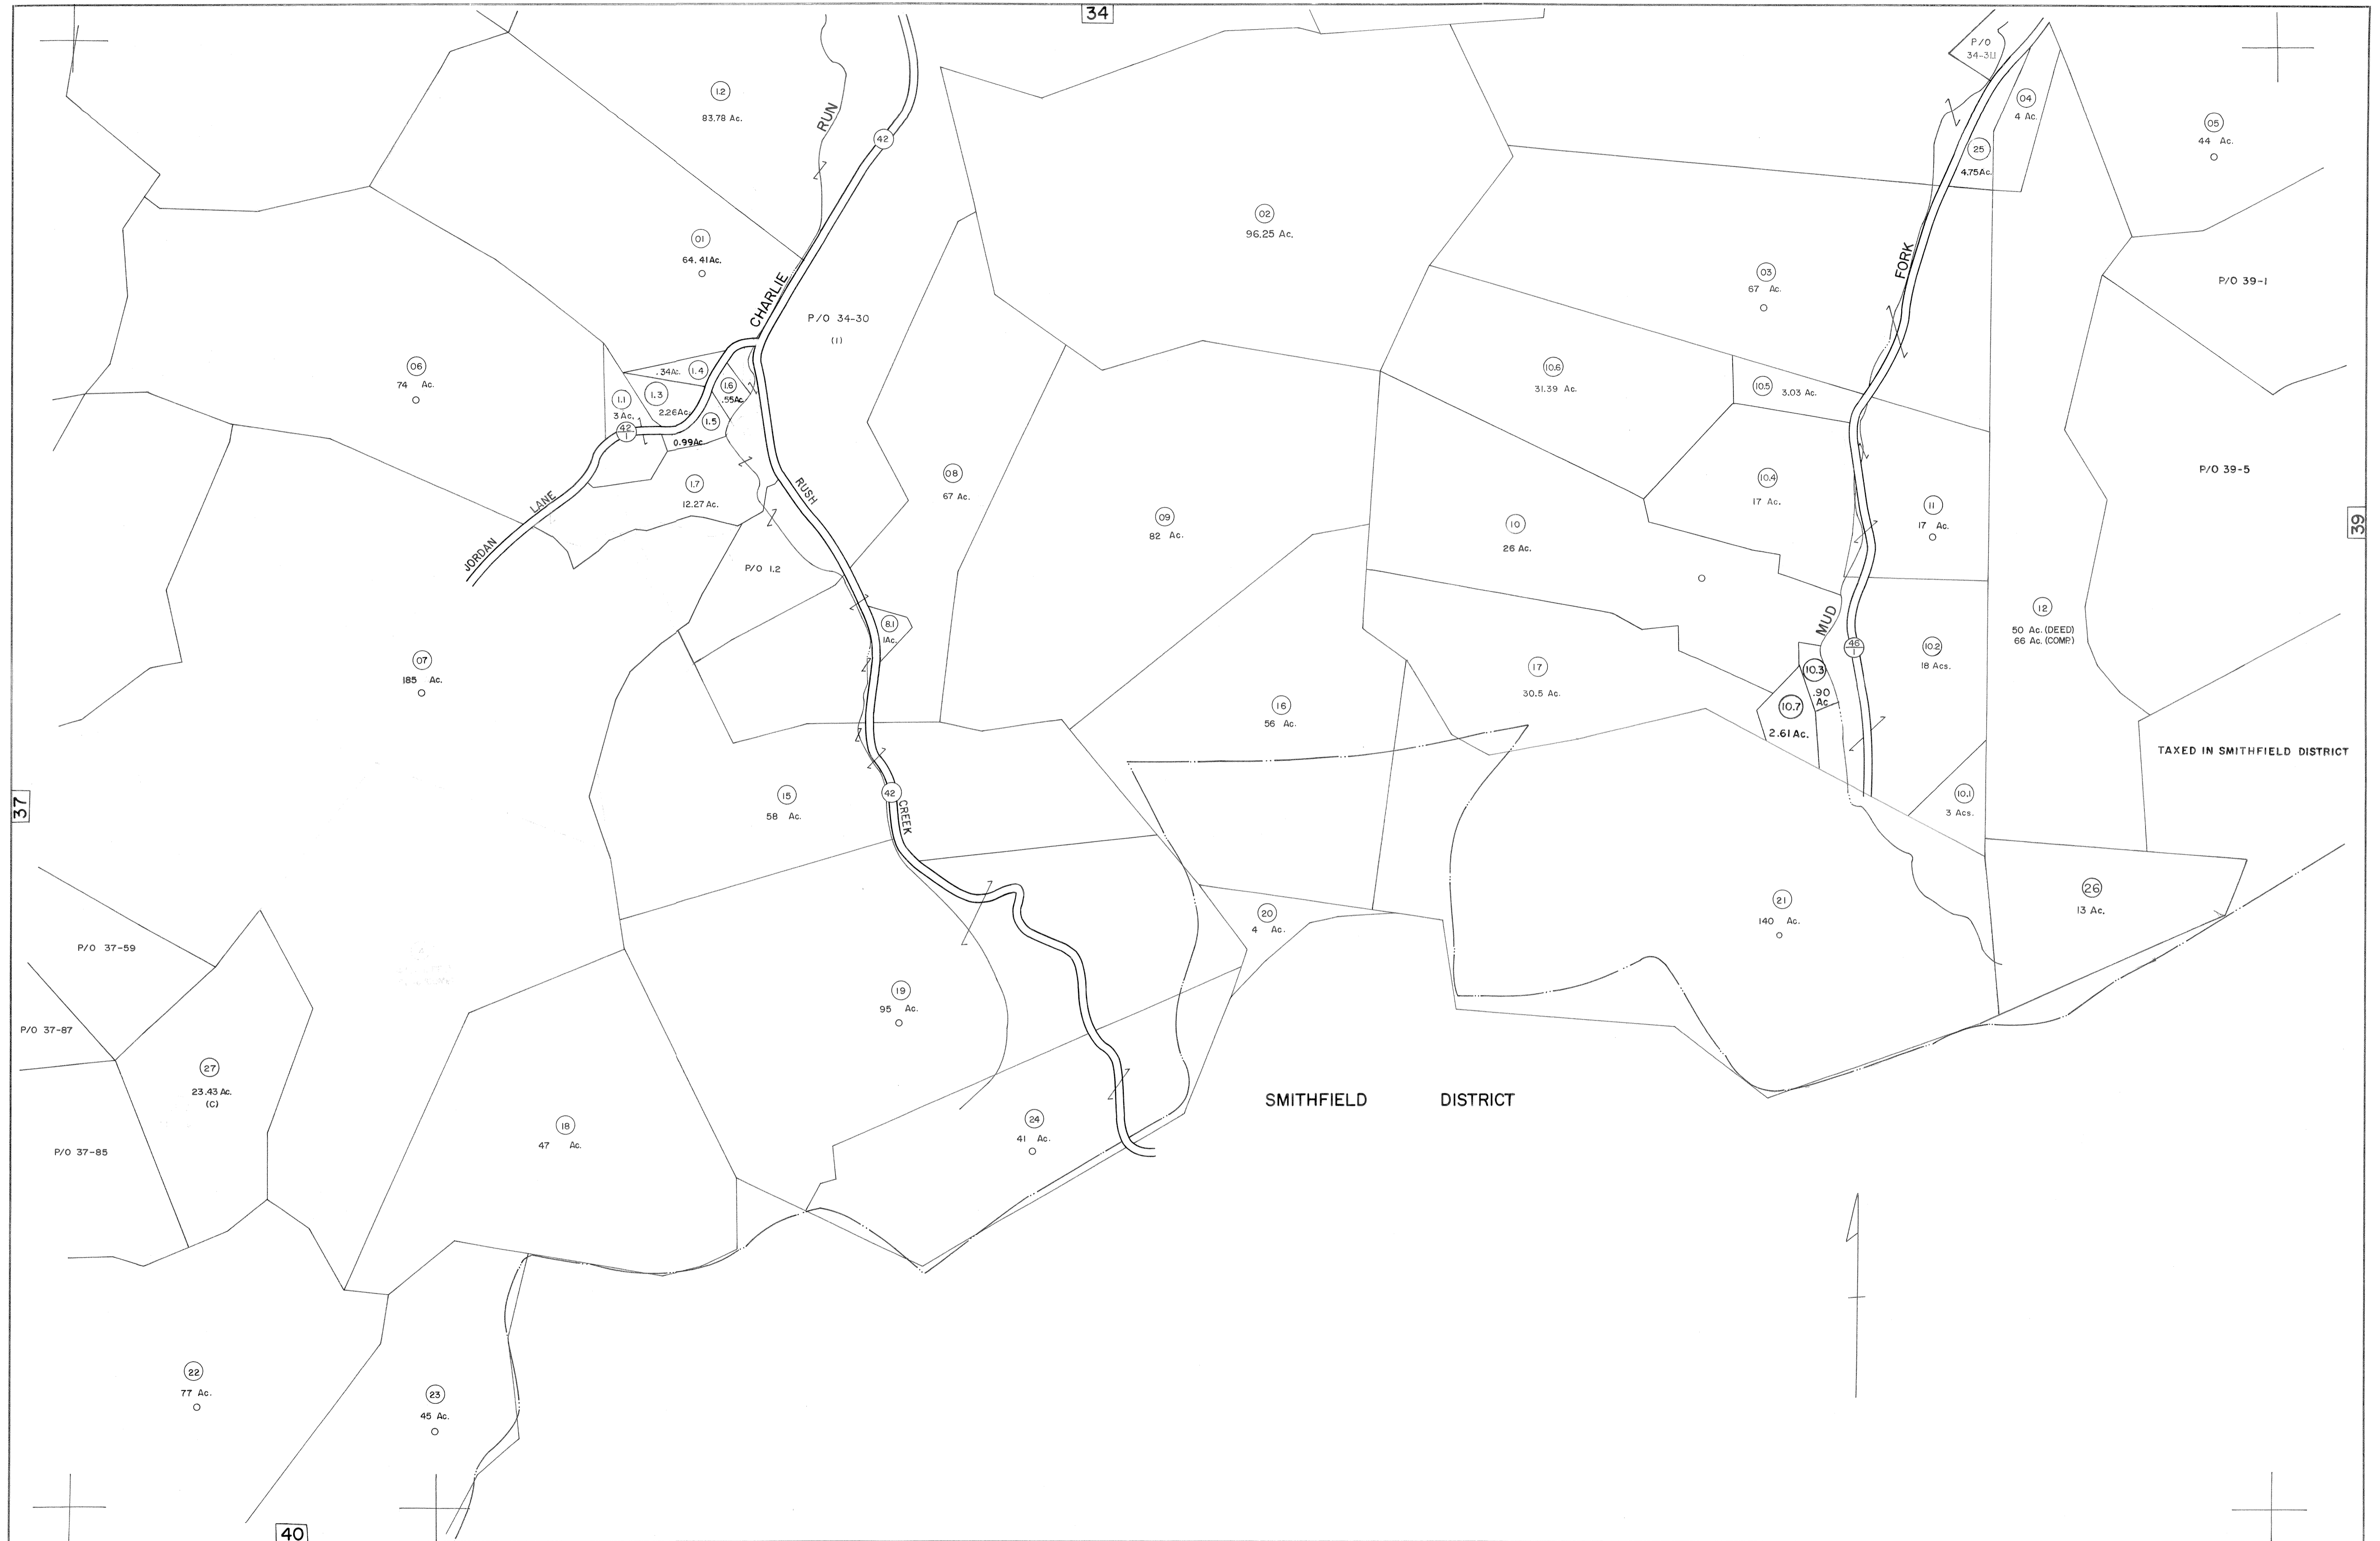 34
P/O
1.2
83.78 Ac.
RUN
42
04
4 Ac.
05
44 Ac.
25
4.75Ac.
02
96.25 Ac.
01
64.41Ac.
CHARLIE
FORK
03
67 Ac.
P/O 39-1
P/O 34-30
(1)
06
74 Ac.
.34Ac.
1.4
1.6
.55Ac.
1.3
2.26Ac.
1.1
3 Ac.
1.5
42
1
0.99Ac.
10.6
31.39 Ac.
10.5
3.03 Ac.
P/O 39-5
08
67 Ac.
1.7
12.27 Ac.
RUSH
10.4
17 Ac.
11
17 Ac.
LANE
JORDAN
09
82 Ac.
10
26 Ac.
39
P/O 1.2
8.1
1Ac.
MUD
12
50 Ac. (DEED)
66 Ac. (COMP.)
46
1
10.2
18 Acs.
07
185 Ac.
17
30.5 Ac.
10.3
.90
Ac.
10.7
2.61 Ac.
16
56 Ac.
TAXED IN SMITHFIELD DISTRICT
37
15
58 Ac.
42
CREEK
10.1
3 Acs.
20
4 Ac.
21
140 Ac.
26
13 Ac.
P/O 37-59
19
95 Ac.
P/O 37-87
27
23.43 Ac.
(C)
SMITHFIELD DISTRICT
18
47 Ac.
24
41 Ac.
P/O 37-85
22
77 Ac.
23
45 Ac.
40